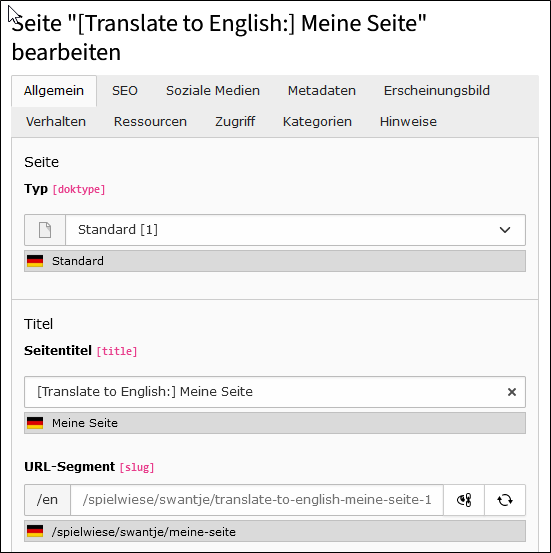 Seite "[Translate to English:] Meine Seite"
bearbeiten
Allgemein SEO Soziale Medien Metadaten Erscheinungsbild
Verhalten Ressourcen Zugriff Kategorien Hinweise
Seite
Typ [doktype]
Standard [1]
Standard
Titel
Seitentitel [title]
[Translate to English:] Meine Seite
Meine Seite
URL-Segment [slug]
/en /spielwiese/swantje/translate-to-english-meine-seite-1
/spielwiese/swantje/meine-seite